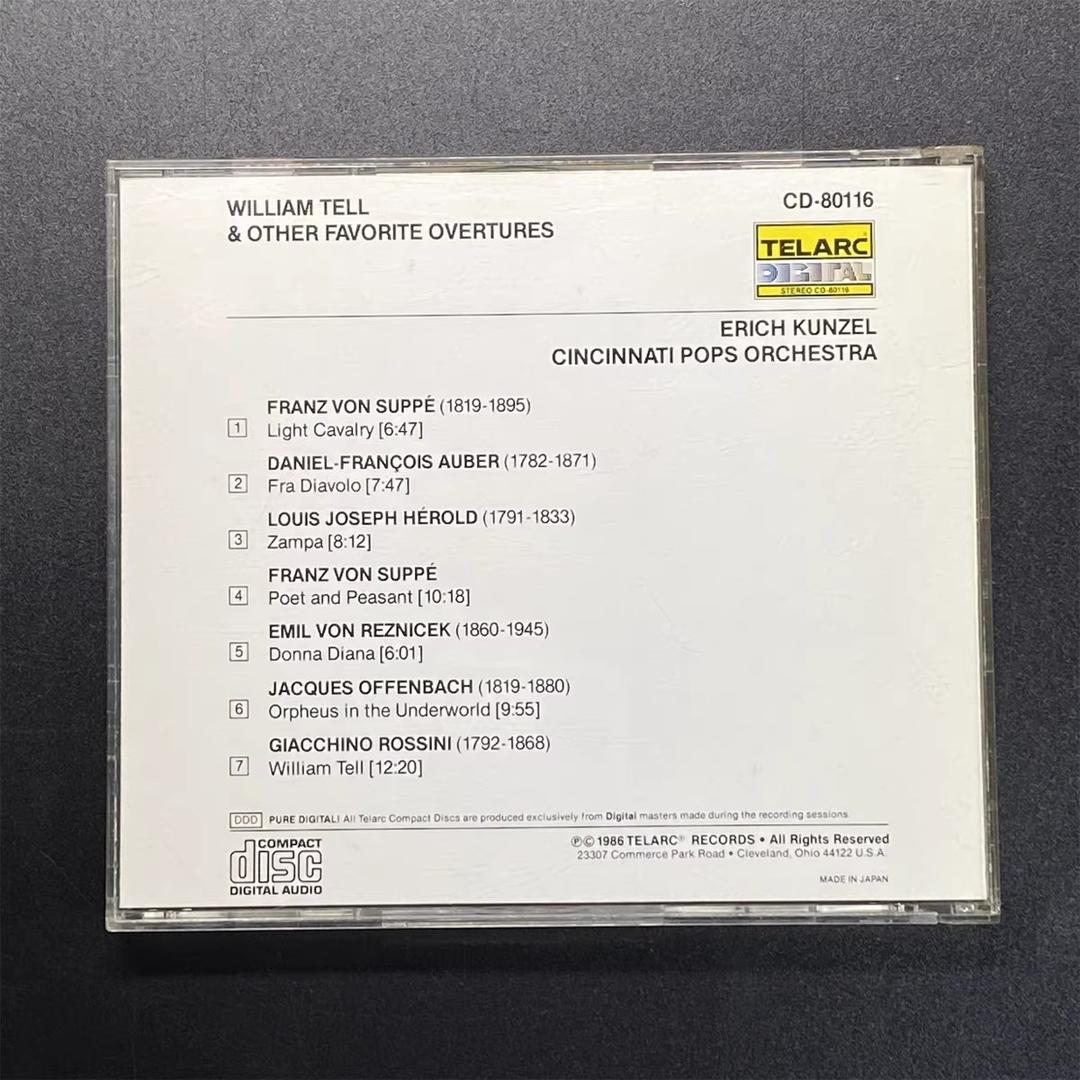 WILLIAM TELL
& OTHER FAVORITE OVERTURES
CD-80116
TELARC®
DIGITAL
STEREO CD-80116
ERICH KUNZEL
CINCINNATI POPS ORCHESTRA
FRANZ VON SUPPÉ (1819-1895)
1 Light Cavalry [6:47]
DANIEL-FRANÇOIS AUBER (1782-1871)
2 Fra Diavolo [7:47]
LOUIS JOSEPH HÉROLD (1791-1833)
3 Zampa [8:12]
FRANZ VON SUPPÉ
4 Poet and Peasant [10:18]
EMIL VON REZNICEK (1860-1945)
5 Donna Diana [6:01]
JACQUES OFFENBACH (1819-1880)
6 Orpheus in the Underworld [9:55]
GIACCHINO ROSSINI (1792-1868)
7 William Tell [12:20]
DDD PURE DIGITAL! All Telarc Compact Discs are produced exclusively from Digital masters made during the recording sessions.
COMPACT
disc
DIGITAL AUDIO
℗© 1986 TELARC® RECORDS • All Rights Reserved
23307 Commerce Park Road • Cleveland, Ohio 44122 U.S.A.
MADE IN JAPAN